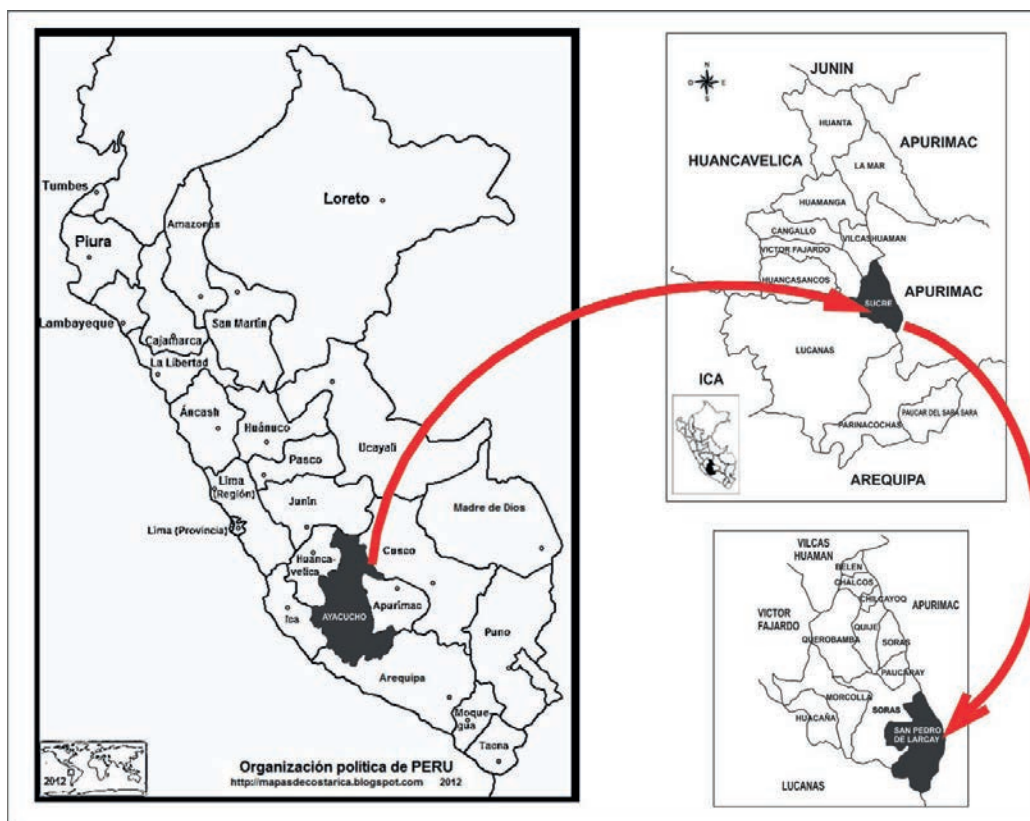 Tumbes
Piura
Amazonas
Loreto
Lambayeque
Cajamarca
San Martín
La Libertad
Áncash
Huánuco
Ucayali
Pasco
Lima
(Región)
Junín
Madre de Dios
Lima (Provincia)
Huanca-
velica
Cusco
Ica
AYACUCHO
Apurímac
Puno
Arequipa
Moque-
gua
Tacna
2012
Organización política de PERU
http://mapasdecostarica.blogspot.com 2012
JUNIN
N
O E
S
HUANTA
APURIMAC
HUANCAVELICA
LA MAR
HUAMANGA
CANGALLO
VILCASHUAMAN
VICTOR FAJARDO
HUANCASANCOS
APURIMAC
SUCRE
LUCANAS
ICA
PAUCAR DEL SARA SARA
PARINACOCHAS
AREQUIPA
VILCAS
HUAMAN
BELEN
CHALCOS
CHILCAYOQ
APURIMAC
VICTOR
FAJARDO
QUIJE
QUEROBAMBA
SORAS
PAUCARAY
MORCOLLA
SORAS
HUACAÑA
SAN PEDRO
DE LARCAY
LUCANAS